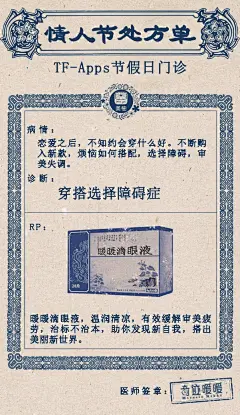 情人节处方单
TF-Apps节假日门诊
病情：
恋爱之后，不知约会穿什么好。不断购
入新款，烦恼如何搭配，选择障碍，审
美失调。
诊断：
穿搭选择障碍症
RP：
暖暖滴眼液
暖暖滴眼液，温润清凉，有效缓解审美疲
劳，治标不治本，助你发现新自我，搭出
美丽新世界。
医师签章：
奇迹暖暖